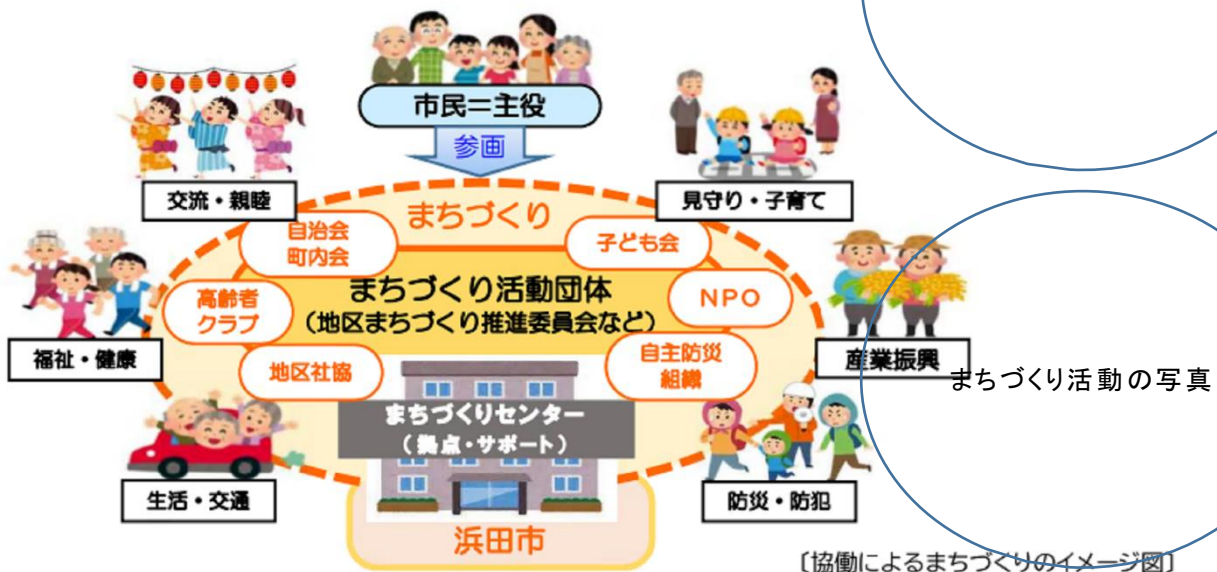 市民=主役
参画
交流・親睦
見守り・子育て
まちづくり
自治会
町内会
子ども会
まちづくり活動団体
(地区まちづくり推進委員会など)
高齢者
クラブ
NPO
福祉・健康
産業振興
地区社協
自主防災
組織
まちづくり活動の写真
まちづくりセンター
(拠点・サポート)
生活・交通
防災・防犯
浜田市
〔協働によるまちづくりのイメージ図〕